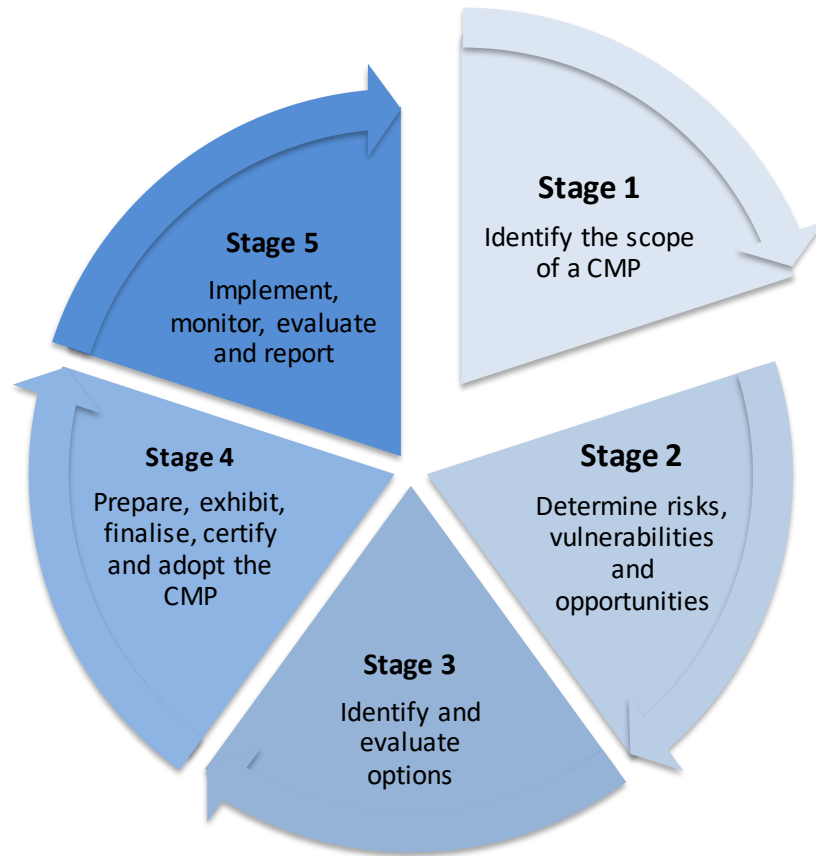 Stage 1
Identify the scope
of a CMP
Stage 2
Determine risks,
vulnerabilities
and
opportunities
Stage 3
Identify and
evaluate
options
Stage 4
Prepare, exhibit,
finalise, certify
and adopt the
CMP
Stage 5
Implement,
monitor, evaluate
and report